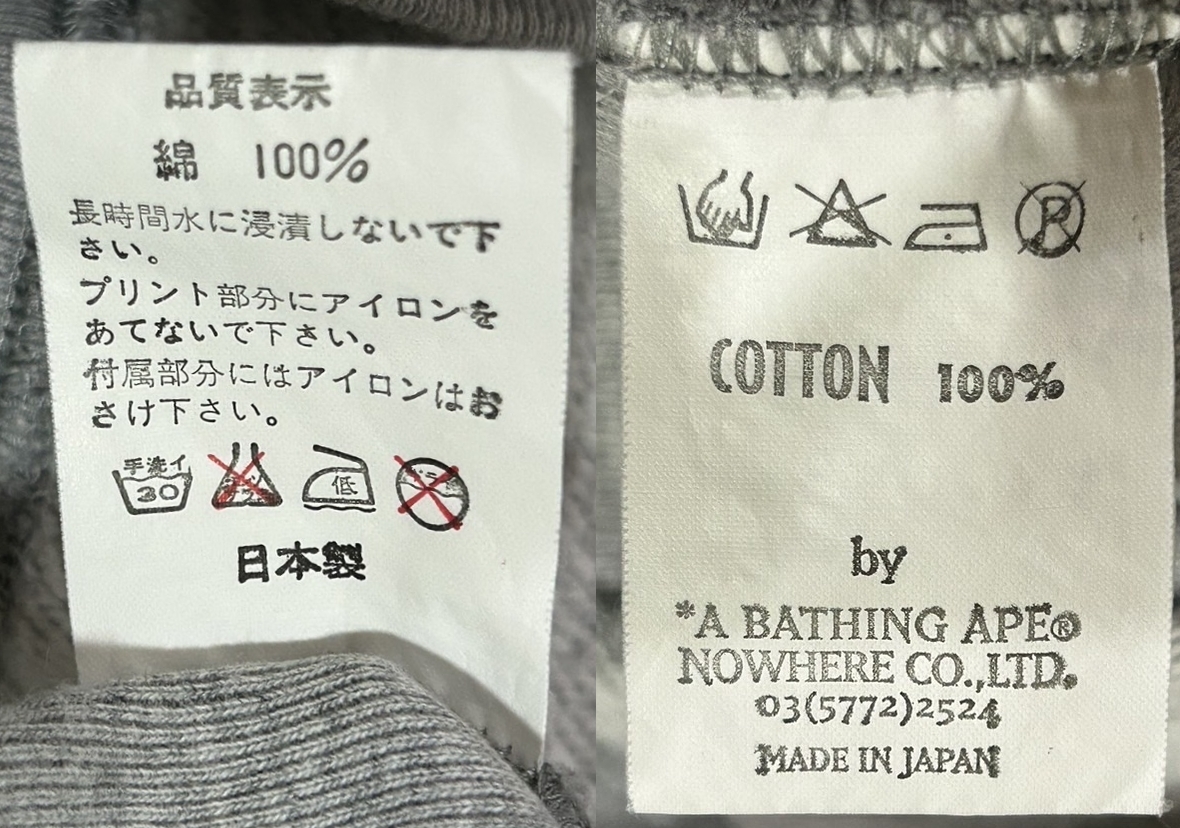 品質表示
綿 100%
長時間水に浸漬しないで下
さい。
プリント部分にアイロンを
あてないで下さい。
付属部分にはアイロンはお
さけ下さい。
手洗イ
30
低
日本製
P
COTTON 100%
by
*A BATHING APE®
NOWHERE CO.,LTD.
03(5772)2524
MADE IN JAPAN